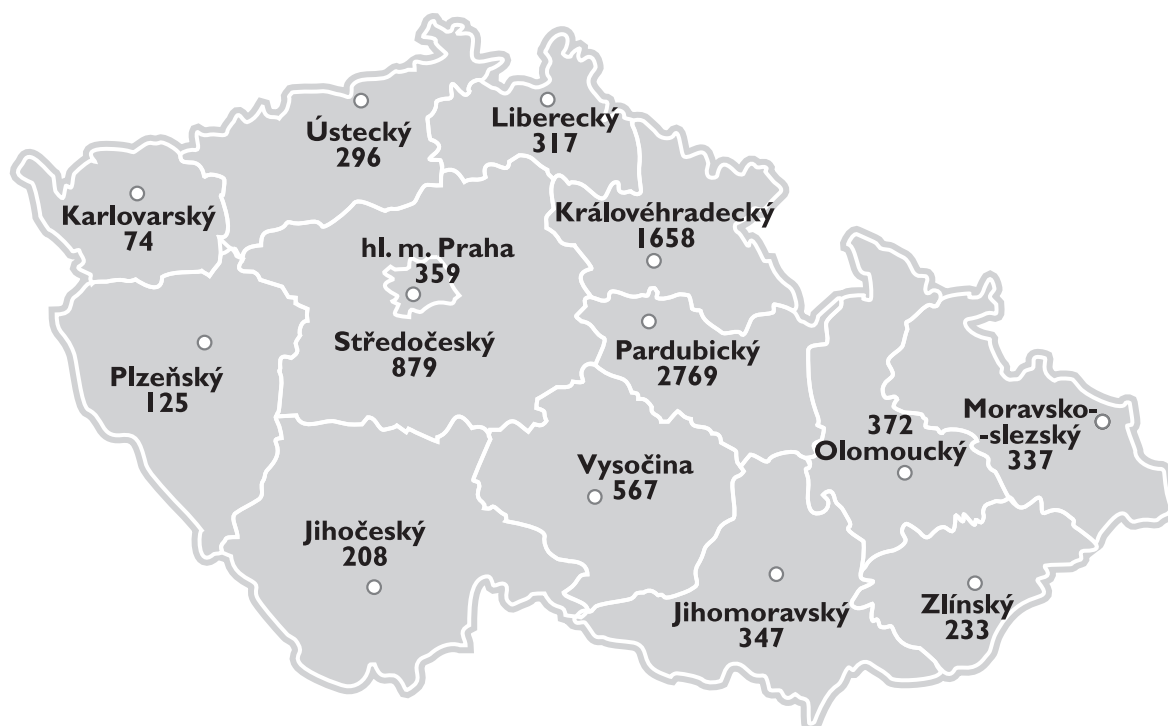 Ústecký
296
Liberecký
317
Karlovarský
74
Královéhradecký
1658
hl. m. Praha
359
Středočeský
879
Pardubický
2769
Plzeňský
125
Moravsko-
-slezský
337
372
Olomoucký
Vysočina
567
Jihočeský
208
Jihomoravský
347
Zlínský
233